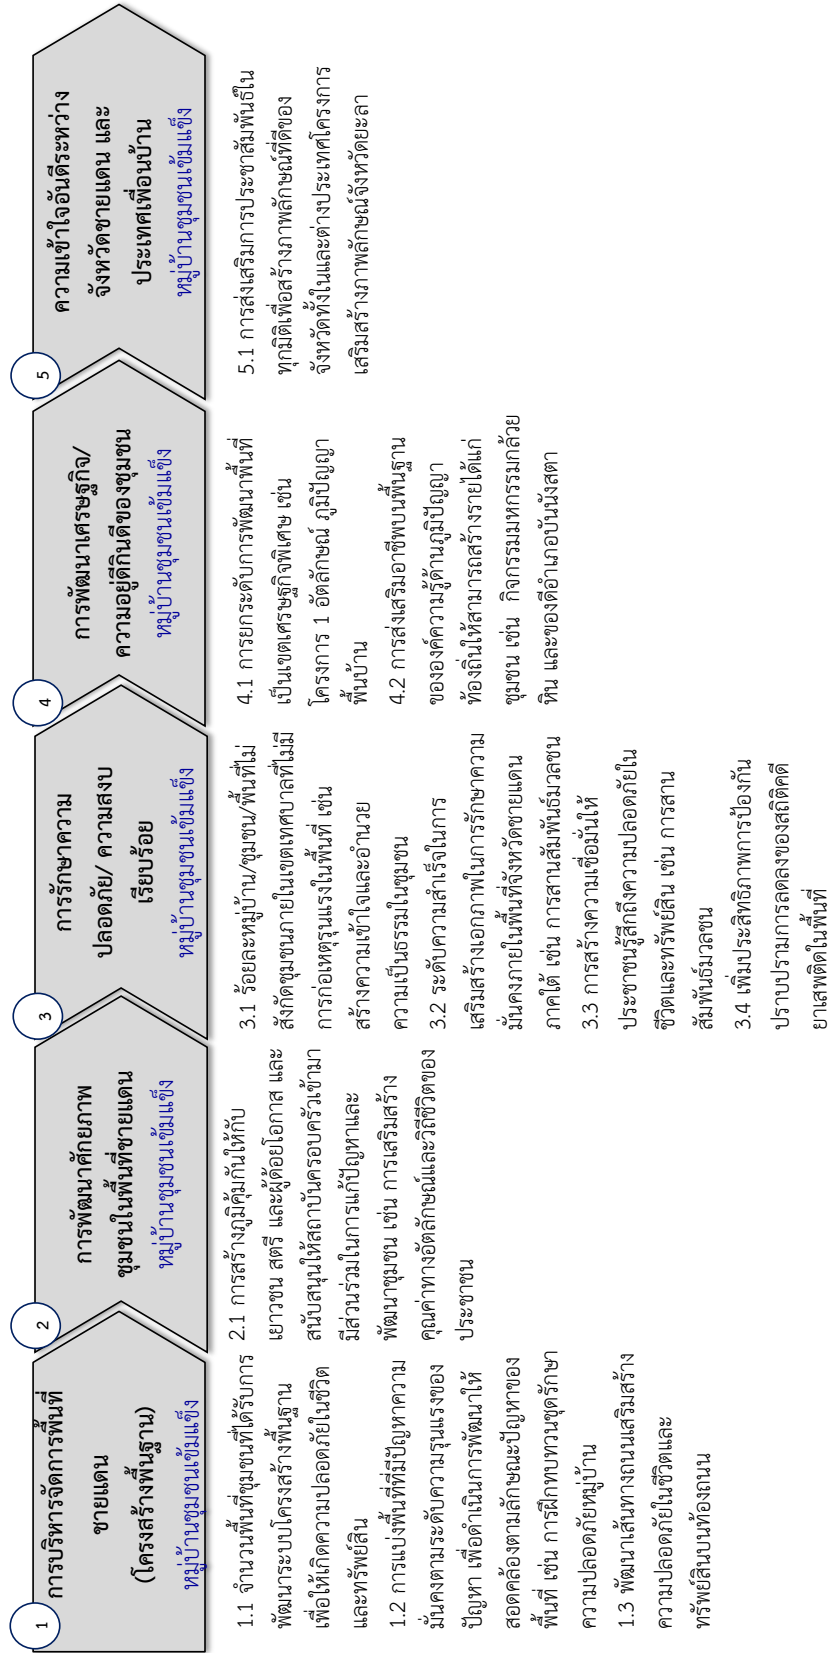 1
การบริหารจัดการพื้นที่
ชายแดน
(โครงสร้างพื้นฐาน)
หมู่บ้านชุมชนเข้มแข็ง
1.1 จำนวนพื้นที่ชุมชนที่ได้รับการ
พัฒนาระบบโครงสร้างพื้นฐาน
เพื่อให้เกิดความปลอดภัยในชีวิต
และทรัพย์สิน
1.2 การแบ่งพื้นที่ที่มีปัญหาความ
มั่นคงตามระดับความรุนแรงของ
ปัญหา เพื่อดำเนินการพัฒนาให้
สอดคล้องตามลักษณะปัญหาของ
พื้นที่ เช่น การฝึกทบทวนชุดรักษา
ความปลอดภัยหมู่บ้าน
1.3 พัฒนาเส้นทางถนนเสริมสร้าง
ความปลอดภัยในชีวิตและ
ทรัพย์สินบนท้องถนน
2
การพัฒนาศักยภาพ
ชุมชนในพื้นที่ชายแดน
หมู่บ้านชุมชนเข้มแข็ง
2.1 การสร้างภูมิคุ้มกันให้กับ
เยาวชน สตรี และผู้ด้อยโอกาส และ
สนับสนุนให้สถาบันครอบครัวเข้ามา
มีส่วนร่วมในการแก้ปัญหาและ
พัฒนาชุมชน เช่น การเสริมสร้าง
คุณค่าทางอัตลักษณ์และวิถีชีวิตของ
ประชาชน
3
การรักษาความ
ปลอดภัย/ ความสงบ
เรียบร้อย
หมู่บ้านชุมชนเข้มแข็ง
3.1 ร้อยละหมู่บ้าน/ชุมชน/พื้นที่ไม่
สังกัดชุมชนภายในเขตเทศบาลที่ไม่มี
การก่อเหตุรุนแรงในพื้นที่ เช่น
สร้างความเข้าใจและอำนวย
ความเป็นธรรมในชุมชน
3.2 ระดับความสำเร็จในการ
เสริมสร้างเอกภาพในการรักษาความ
มั่นคงภายในพื้นที่จังหวัดชายแดน
ภาคใต้ เช่น การสานสัมพันธ์มวลชน
3.3 การสร้างความเชื่อมั่นให้
ประชาชนรู้สึกถึงความปลอดภัยใน
ชีวิตและทรัพย์สิน เช่น การสาน
สัมพันธ์มวลชน
3.4 เพิ่มประสิทธิภาพการป้องกัน
ปราบปรามการลดลงของสถิติคดี
ยาเสพติดในพื้นที่
4
การพัฒนาเศรษฐกิจ/
ความอยู่ดีกินดีของชุมชน
หมู่บ้านชุมชนเข้มแข็ง
4.1 การยกระดับการพัฒนาพื้นที่
เป็นเขตเศรษฐกิจพิเศษ เช่น
โครงการ 1 อัตลักษณ์ ภูมิปัญญา
พื้นบ้าน
4.2 การส่งเสริมอาชีพบนพื้นฐาน
ขององค์ความรู้ด้านภูมิปัญญา
ท้องถิ่นให้สามารถสร้างรายได้แก่
ชุมชน เช่น กิจกรรมมหกรรมกล้วย
หิน และของดีอำเภอบันนังสตา
5
ความเข้าใจอันดีระหว่าง
จังหวัดชายแดน และ
ประเทศเพื่อนบ้าน
หมู่บ้านชุมชนเข้มแข็ง
5.1 การส่งเสริมการประชาสัมพันธ์ใน
ทุกมิติเพื่อสร้างภาพลักษณ์ที่ดีของ
จังหวัดทั้งในและต่างประเทศโครงการ
เสริมสร้างภาพลักษณ์จังหวัดยะลา